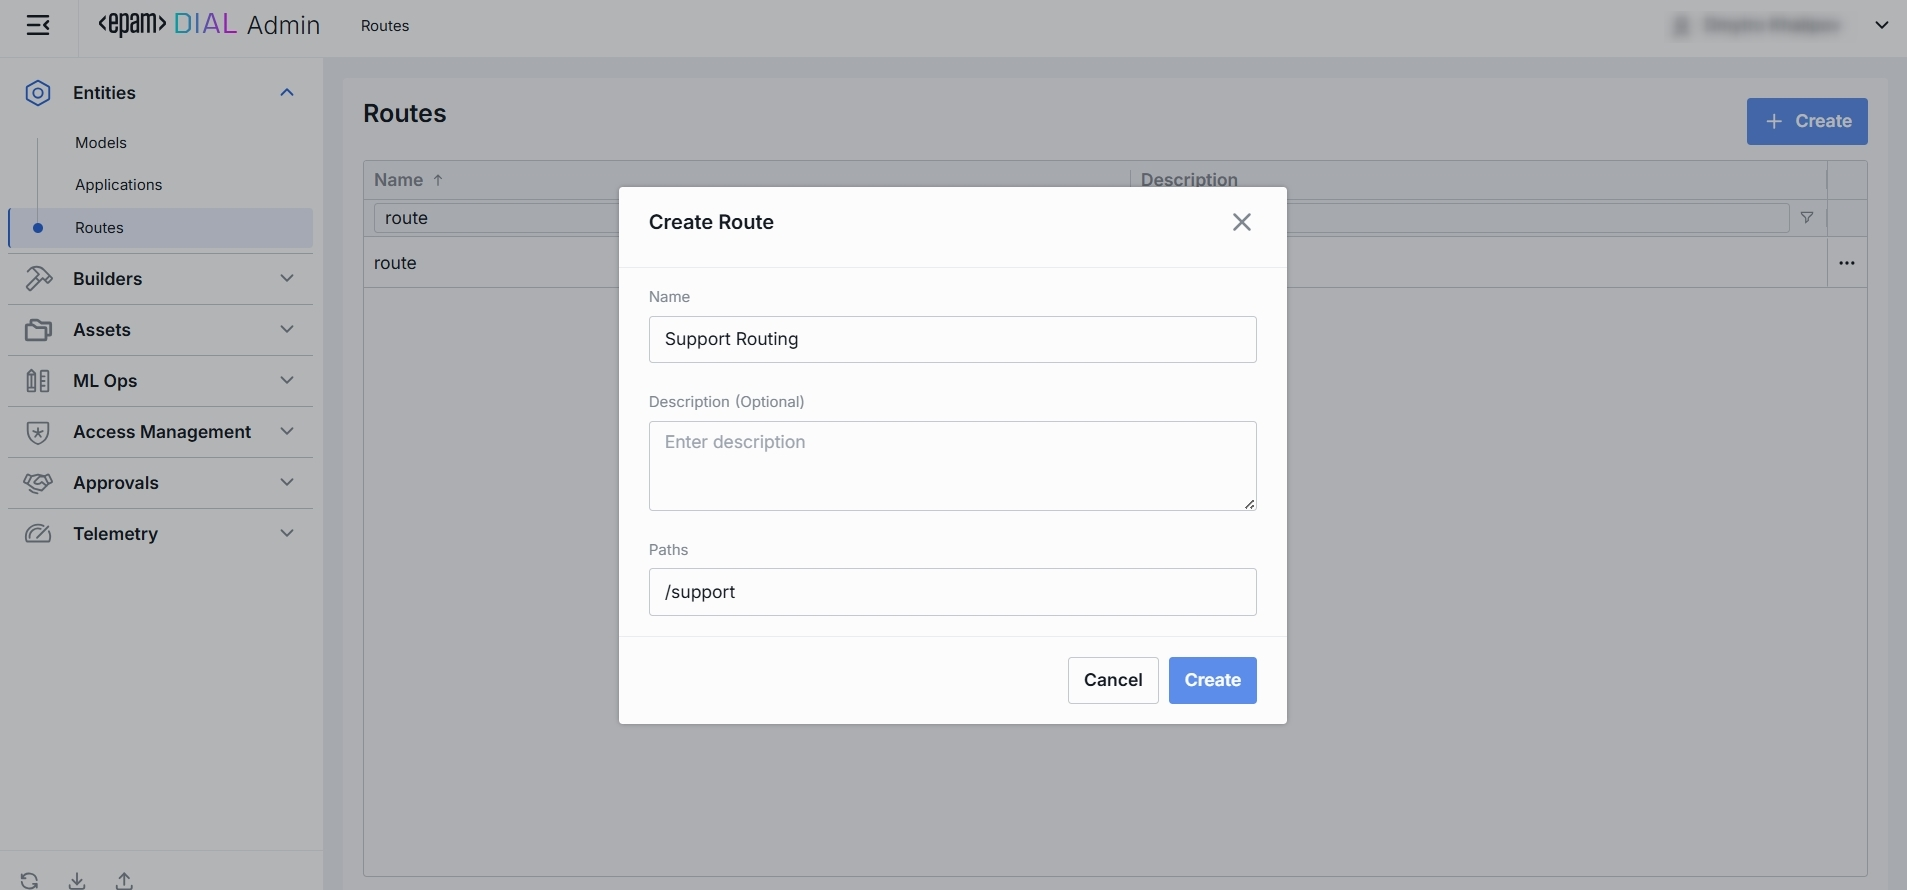 <epam> DIAL Admin
Routes
Entities
Models
Applications
Routes
Builders
Assets
ML Ops
Access Management
Approvals
Telemetry
Routes
+ Create
Name ↑
Description
route
route
...
Create Route
Name
Support Routing
Description (Optional)
Enter description
Paths
/support
Cancel
Create